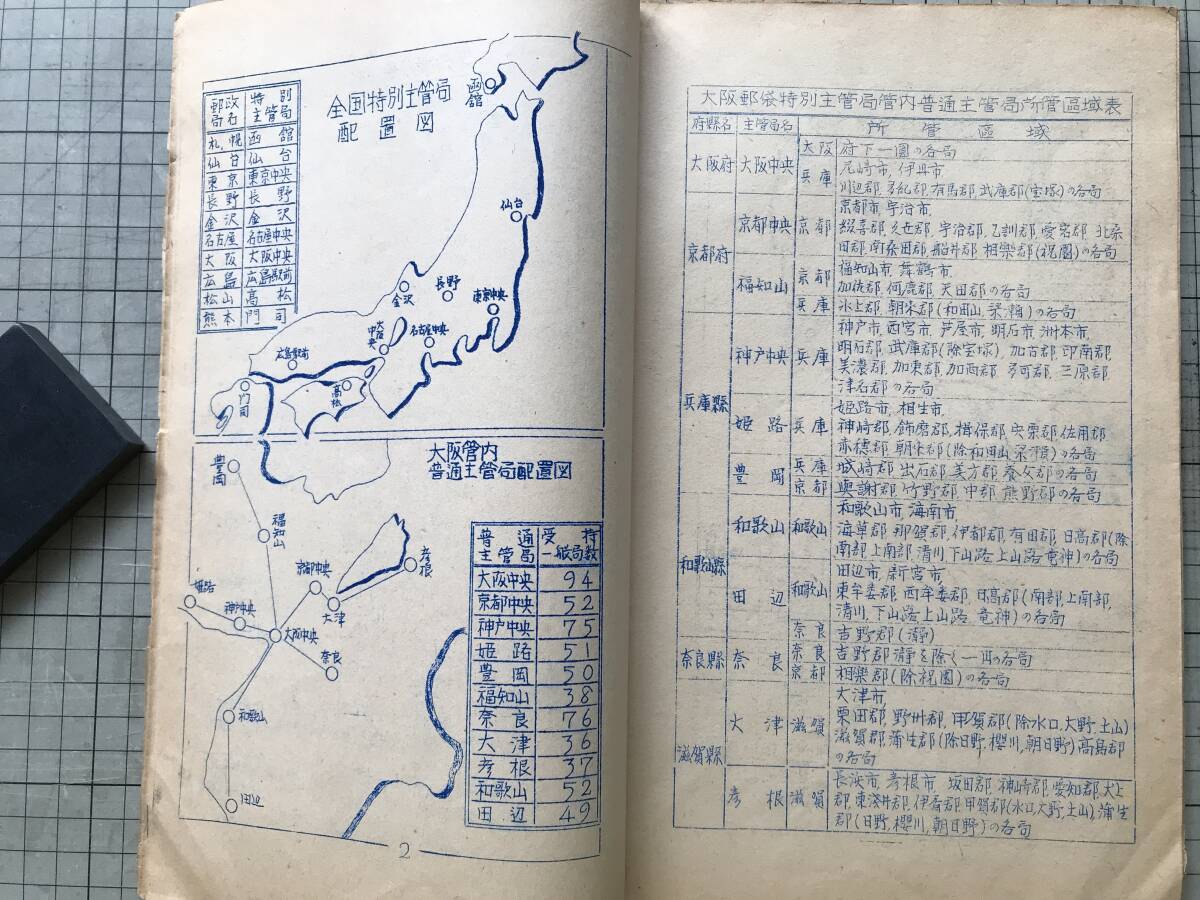 全国特別主管局
配置図
郵政局名 特別主管局
札幌 函館
仙台 仙台
東京 東京中央
長野 長野
金沢 金沢
名古屋 名古屋中央
大阪 大阪中央
広島 広島駅前
松山 高松
熊本 門司
函館
仙台
長野
金沢
東京中央
名古屋中央
大阪中央
広島駅前
高松
門司
大阪管内
普通主管局配置図
豊岡
福知山
京都中央
彦根
大津
姫路
神戸中央
大阪中央
奈良
和歌山
田辺
普通主管局 受持一般局数
大阪中央 94
京都中央 52
神戸中央 75
姫路 51
豊岡 50
福知山 38
奈良 76
大津 36
彦根 37
和歌山 52
田辺 49
2
大阪郵袋特別主管局管内普通主管局所管區域表
府縣名 主管局名 所管區域
大阪府 大阪中央 大阪 府下一圓の各局
兵庫 尼崎市、伊丹市、
川辺郡、多紀郡、有馬郡、武庫郡(宝塚)の各局
京都府 京都中央 京都 京都市、宇治市、
綴喜郡、久世郡、宇治郡、乙訓郡、愛宕郡、北桑
田郡、南桑田郡、船井郡、相樂郡(祝園)の各局
福知山 京都 福知山市、舞鶴市、
加佐郡、何鹿郡、天田郡の各局
兵庫 氷上郡、朝来郡(和田山、梁瀬)の各局
兵庫縣 神戸中央 兵庫 神戸市、西宮市、芦屋市、明石市、洲本市、
明石郡、武庫郡(除宝塚)、加古郡、印南郡、
美濃郡、加東郡、加西郡、多可郡、三原郡
津名郡の各局
姫路 兵庫 姫路市、相生市、
神崎郡、飾磨郡、揖保郡、宍粟郡、佐用郡
赤穂郡、朝来郡(除和田山、梁瀬)の各局
豊岡 兵庫 城崎郡、出石郡、美方郡、養父郡の各局
京都 與謝郡、竹野郡、中郡、熊野郡の各局
和歌山縣 和歌山 和歌山 和歌山市、海南市、
海草郡、那賀郡、伊都郡、有田郡、日高郡(除
南部、上南部、清川、下山路、上山路、竜神)の各局
田辺 和歌山 田辺市、新宮市、
東牟婁郡、西牟婁郡、日高郡(南部、上南部、
清川、下山路、上山路、竜神)の各局
奈良 吉野郡(瀞)
奈良縣 奈良 奈良 吉野郡瀞を除く一円の各局
京都 相樂郡(除祝園)の各局
滋賀縣 大津 滋賀 大津市、
栗田郡、野州郡、甲賀郡(除水口、大野、土山)
滋賀郡、蒲生郡(除日野、櫻川、朝日野)高島郡
の各局
彦根 滋賀 長浜市、彦根市、坂田郡、神崎郡、愛知郡、犬上
郡、東浅井郡、伊香郡、甲賀郡(水口、大野、土山)、蒲生
郡(日野、櫻川、朝日野)の各局